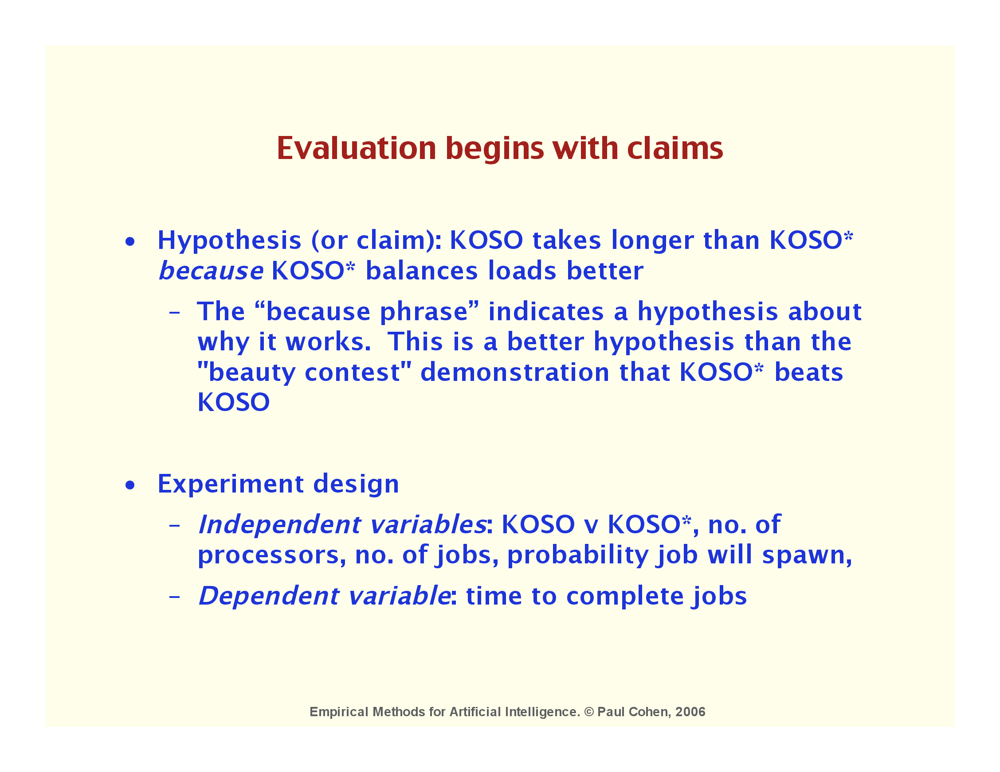 Evaluation begins with claims
• Hypothesis (or claim): KOSO takes longer than KOSO*
because KOSO* balances loads better
– The “because phrase” indicates a hypothesis about
why it works.  This is a better hypothesis than the
"beauty contest" demonstration that KOSO* beats
KOSO
• Experiment design
– Independent variables: KOSO v KOSO*, no. of
processors, no. of jobs, probability job will spawn,
– Dependent variable: time to complete jobs
Empirical Methods for Artificial Intelligence. © Paul Cohen, 2006